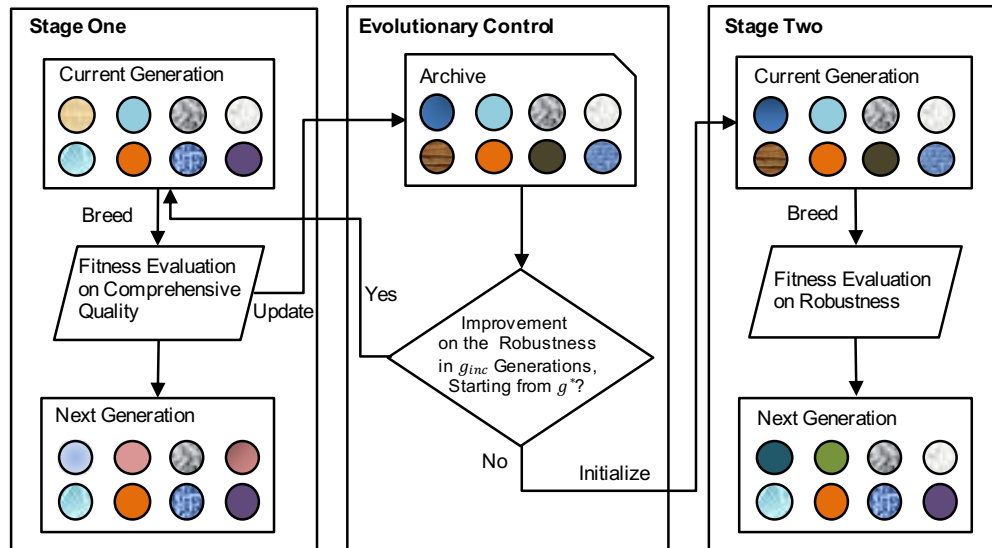 Stage One
Current Generation
Breed
Fitness Evaluation
on Comprehensive
Quality
Update
Next Generation
Evolutionary Control
Archive
Yes
Improvement
on the Robustness
in g_inc Generations,
Starting from g*?
No
Initialize
Stage Two
Current Generation
Breed
Fitness Evaluation
on Robustness
Next Generation